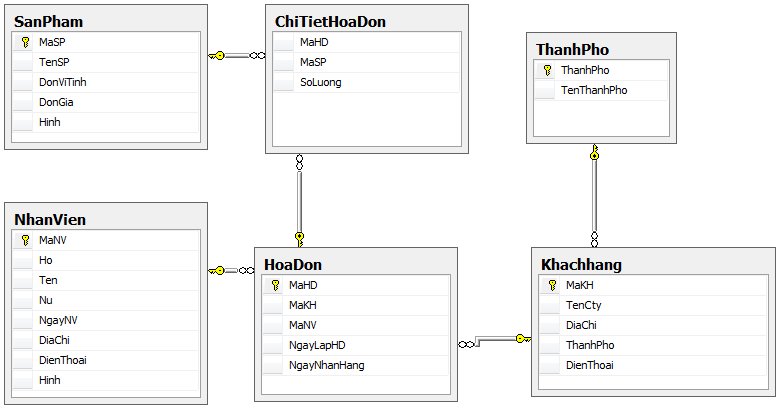 SanPham
MaSP
TenSP
DonViTinh
DonGia
Hinh
ChiTietHoaDon
MaHD
MaSP
SoLuong
ThanhPho
ThanhPho
TenThanhPho
NhanVien
MaNV
Ho
Ten
Nu
NgayNV
DiaChi
DienThoai
Hinh
HoaDon
MaHD
MaKH
MaNV
NgayLapHD
NgayNhanHang
Khachhang
MaKH
TenCty
DiaChi
ThanhPho
DienThoai